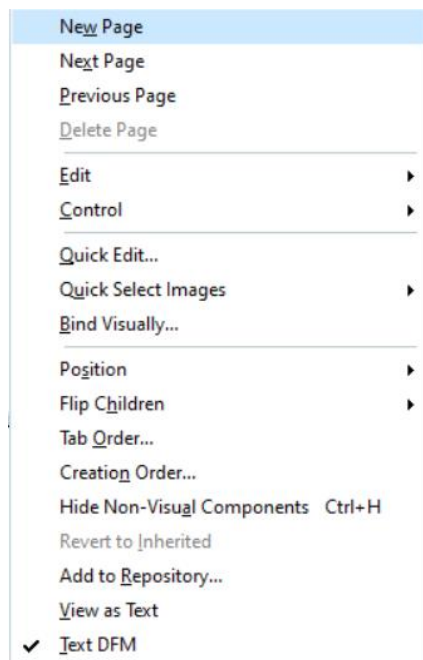 New Page
Next Page
Previous Page
Delete Page
Edit
Control
Quick Edit...
Quick Select Images
Bind Visually...
Position
Flip Children
Tab Order...
Creation Order...
Hide Non-Visual Components Ctrl+H
Revert to Inherited
Add to Repository...
View as Text
Text DFM